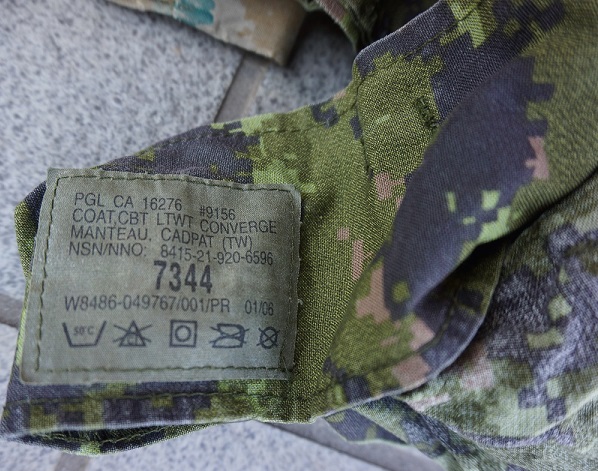 PGL CA 16276 #9156
COAT,CBT LTWT CONVERGE
MANTEAU, CADPAT (TW)
NSN/NNO: 8415-21-920-6596
7344
W8486-049767/001/PR 01/06
50°C